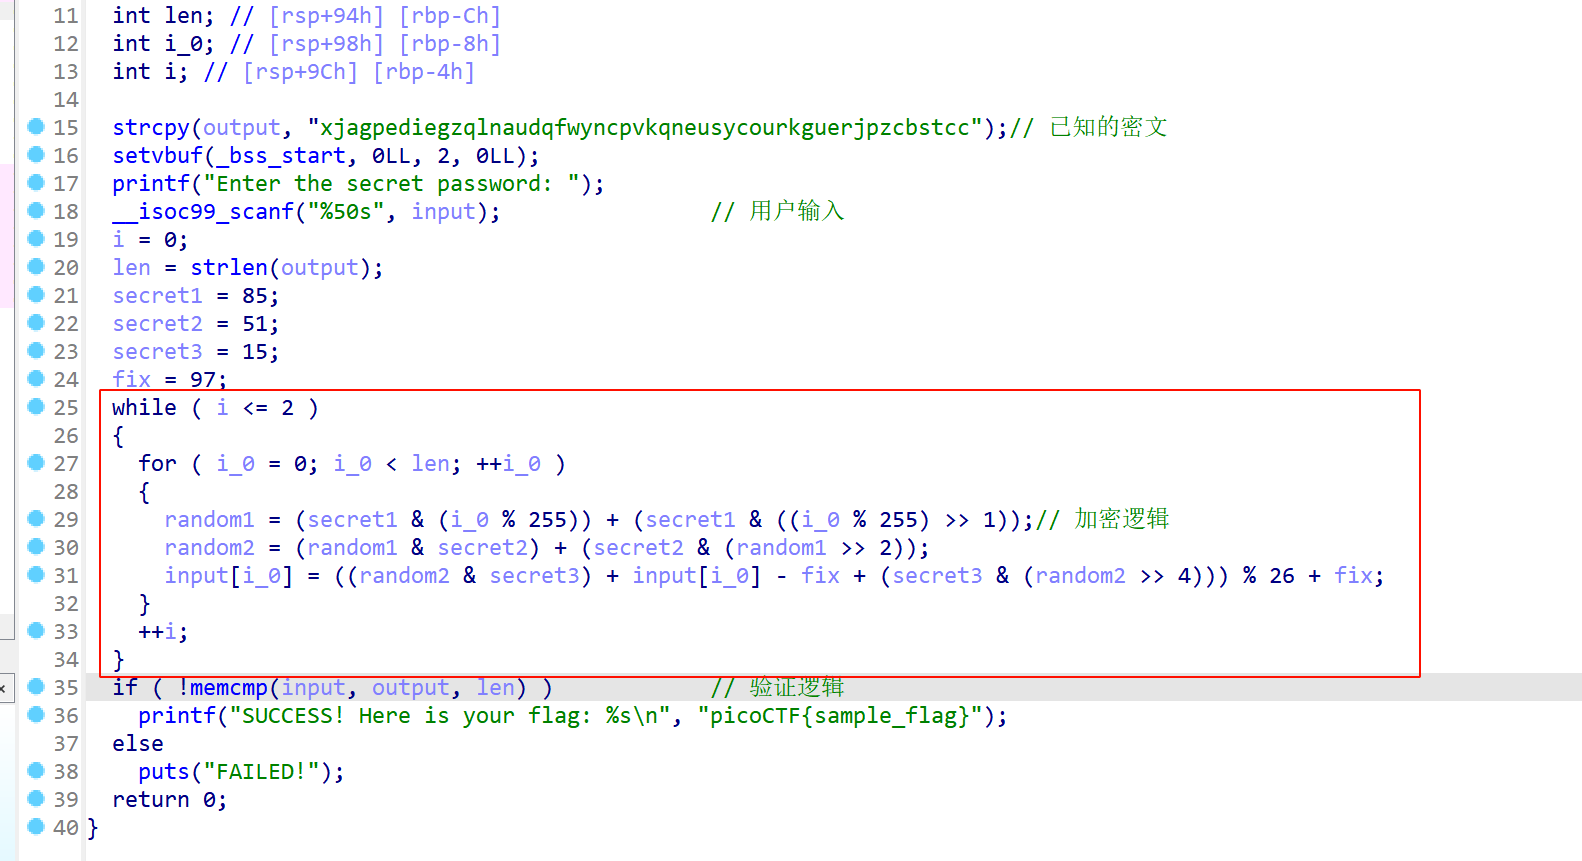 11 int len; // [rsp+94h] [rbp-Ch]
12 int i_0; // [rsp+98h] [rbp-8h]
13 int i; // [rsp+9Ch] [rbp-4h]
14
15 strcpy(output, "xjagpediegzqlnaudqfwyncpvkqneusycourkguerjpzcbstcc");// 已知的密文
16 setvbuf(_bss_start, 0LL, 2, 0LL);
17 printf("Enter the secret password: ");
18 __isoc99_scanf("%50s", input); // 用户输入
19 i = 0;
20 len = strlen(output);
21 secret1 = 85;
22 secret2 = 51;
23 secret3 = 15;
24 fix = 97;
25 while ( i <= 2 )
26 {
27 for ( i_0 = 0; i_0 < len; ++i_0 )
28 {
29 random1 = (secret1 & (i_0 % 255)) + (secret1 & ((i_0 % 255) >> 1));// 加密逻辑
30 random2 = (random1 & secret2) + (secret2 & (random1 >> 2));
31 input[i_0] = ((random2 & secret3) + input[i_0] - fix + (secret3 & (random2 >> 4))) % 26 + fix;
32 }
33 ++i;
34 }
35 if ( !memcmp(input, output, len) ) // 验证逻辑
36 printf("SUCCESS! Here is your flag: %s\n", "picoCTF{sample_flag}");
37 else
38 puts("FAILED!");
39 return 0;
40 }